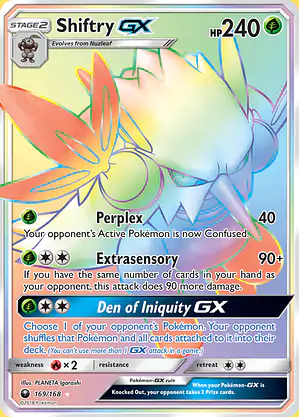 STAGE 2 Shiftry GX HP 240
Evolves from Nuzleaf
Perplex 40
Your opponent's Active Pokémon is now Confused.
Extrasensory 90+
If you have the same number of cards in your hand as
your opponent, this attack does 90 more damage.
Den of Iniquity GX
Choose 1 of your opponent's Pokémon. Your opponent
shuffles that Pokémon and all cards attached to it into their
deck. (You can't use more than 1 GX attack in a game.)
weakness ×2 resistance retreat
Illus. PLANETA Igarashi
Pokémon-GX rule
When your Pokémon-GX is
Knocked Out, your opponent takes 2 Prize cards.
169/168
©2018 Pokémon